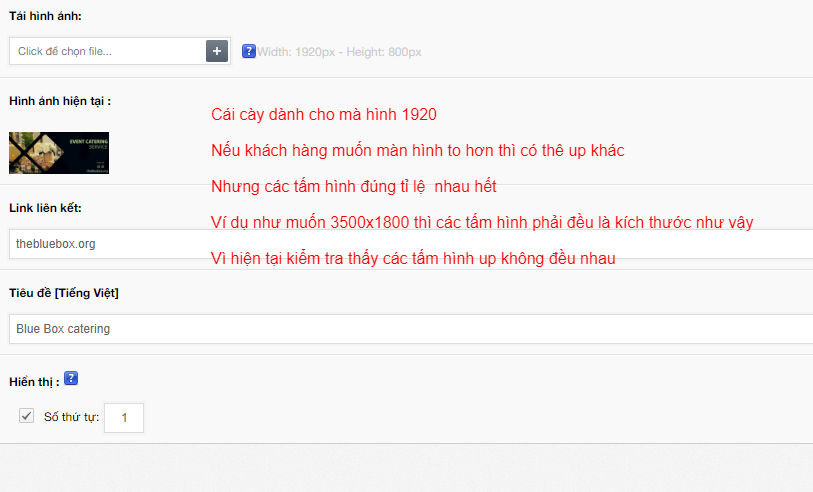 Tải hình ảnh:
Click để chọn file...
+
?
Width: 1920px - Height: 800px
Hình ảnh hiện tại :
Cái cày dành cho mà hình 1920
EVENT CATERING
SERVICE
Nếu khách hàng muốn màn hình to hơn thì có thê up khác
Nhưng các tấm hình đúng tỉ lệ nhau hết
Link liên kết:
Ví dụ như muốn 3500x1800 thì các tấm hình phải đều là kích thước như vậy
thebluebox.org
Vì hiện tại kiểm tra thấy các tấm hình up không đều nhau
Tiêu đề [Tiếng Việt]
Blue Box catering
Hiển thị :
?
Số thứ tự:
1